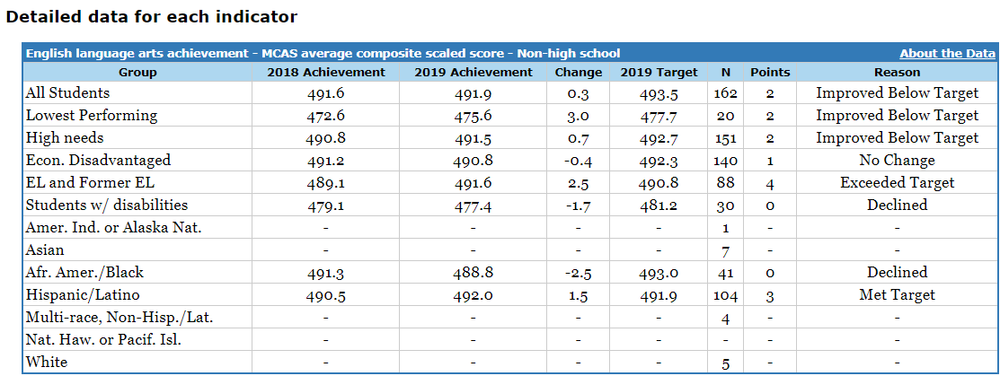 Detailed data for each indicator
English language arts achievement - MCAS average composite scaled score - Non-high school About the Data
Group 2018 Achievement 2019 Achievement Change 2019 Target N Points Reason
All Students 491.6 491.9 0.3 493.5 162 2 Improved Below Target
Lowest Performing 472.6 475.6 3.0 477.7 20 2 Improved Below Target
High needs 490.8 491.5 0.7 492.7 151 2 Improved Below Target
Econ. Disadvantaged 491.2 490.8 -0.4 492.3 140 1 No Change
EL and Former EL 489.1 491.6 2.5 490.8 88 4 Exceeded Target
Students w/ disabilities 479.1 477.4 -1.7 481.2 30 0 Declined
Amer. Ind. or Alaska Nat. - - - - 1 - -
Asian - - - - 7 - -
Afr. Amer./Black 491.3 488.8 -2.5 493.0 41 0 Declined
Hispanic/Latino 490.5 492.0 1.5 491.9 104 3 Met Target
Multi-race, Non-Hisp./Lat. - - - - 4 - -
Nat. Haw. or Pacif. Isl. - - - - - - -
White - - - - 5 - -